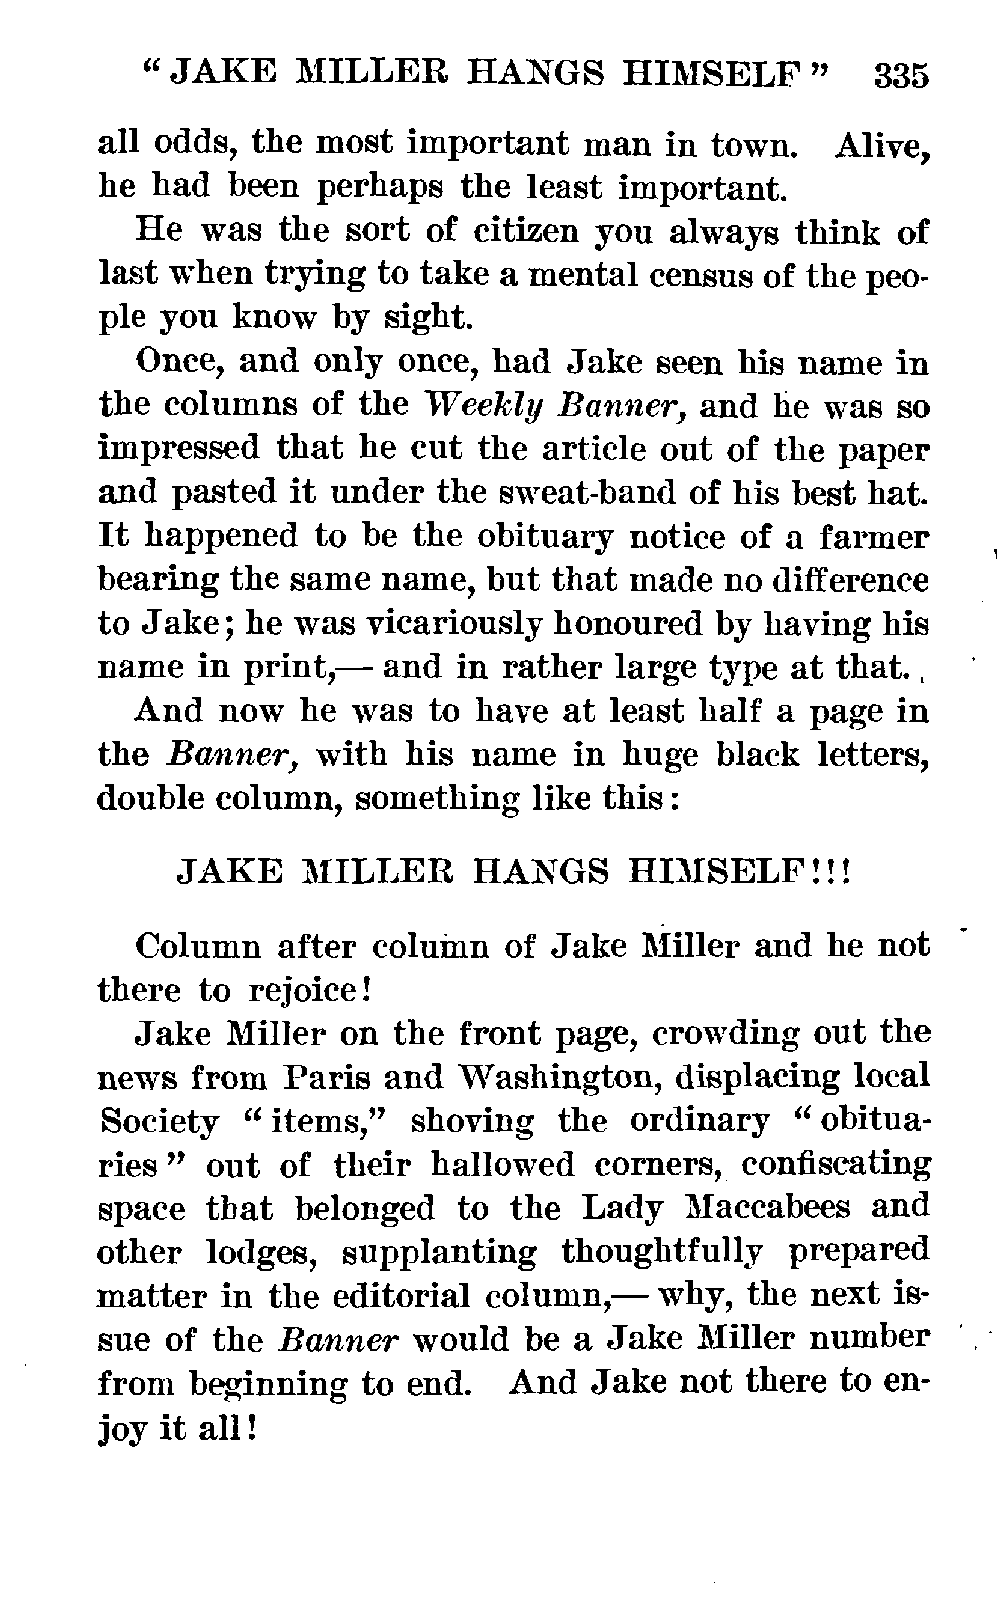 “ JAKE MILLER HANGS HIMSELF ” 335
all odds, the most important man in town. Alive,
he had been perhaps the least important.
He was the sort of citizen you always think of
last when trying to take a mental census of the peo-
ple you know by sight.
Once, and only once, had Jake seen his name in
the columns of the Weekly Banner, and he was so
impressed that he cut the article out of the paper
and pasted it under the sweat-band of his best hat.
It happened to be the obituary notice of a farmer
bearing the same name, but that made no difference
to Jake; he was vicariously honoured by having his
name in print,— and in rather large type at that.
And now he was to have at least half a page in
the Banner, with his name in huge black letters,
double column, something like this:
JAKE MILLER HANGS HIMSELF!!!
Column after column of Jake Miller and he not
there to rejoice!
Jake Miller on the front page, crowding out the
news from Paris and Washington, displacing local
Society “ items,” shoving the ordinary “ obitua-
ries ” out of their hallowed corners, confiscating
space that belonged to the Lady Maccabees and
other lodges, supplanting thoughtfully prepared
matter in the editorial column,— why, the next is-
sue of the Banner would be a Jake Miller number
from beginning to end. And Jake not there to en-
joy it all!